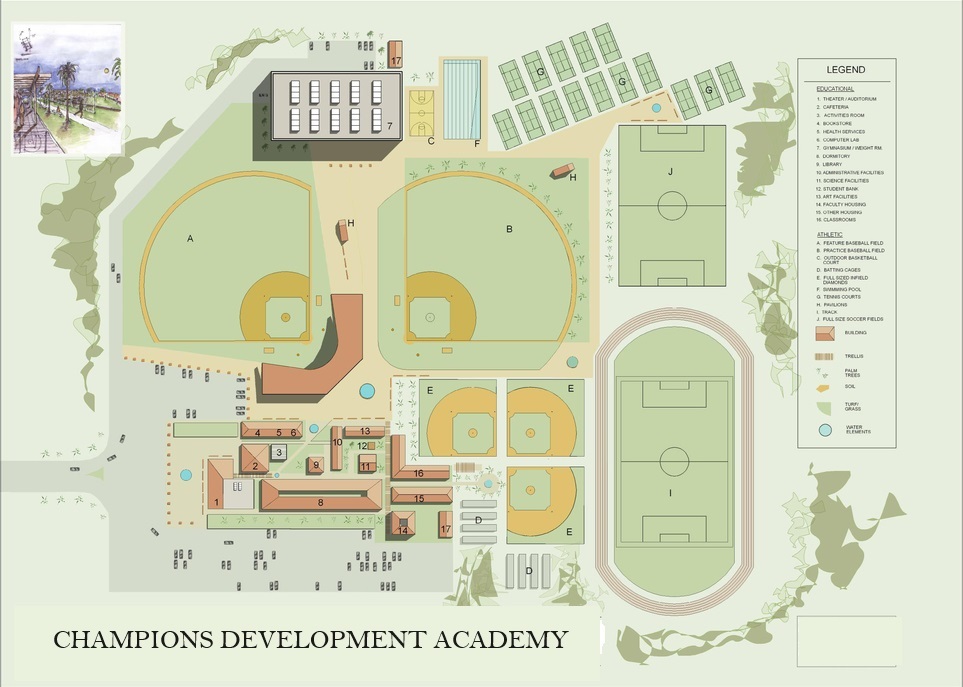 17
7
C
F
G
G
G
J
H
H
A
B
E
E
E
I
4 5 6
13
10
12
3
2
9
11
16
1
8
15
14
17
D
D
LEGEND
EDUCATIONAL
1. THEATER / AUDITORIUM
2. CAFETERIA
3. ACTIVITIES ROOM
4. BOOKSTORE
5. HEALTH SERVICES
6. COMPUTER LAB
7. GYMNASIUM / WEIGHT RM.
8. DORMITORY
9. LIBRARY
10. ADMINISTRATIVE FACILITIES
11. SCIENCE FACILITIES
12. STUDENT BANK
13. ART FACILITIES
14. FACULTY HOUSING
15. OTHER HOUSING
16. CLASSROOMS
ATHLETIC
A. FEATURE BASEBALL FIELD
B. PRACTICE BASEBALL FIELD
C. OUTDOOR BASKETBALL
COURT
D. BATTING CAGES
E. FULL SIZED INFIELD
DIAMONDS
F. SWIMMING POOL
G. TENNIS COURTS
H. PAVILIONS
I. TRACK
J. FULL SIZE SOCCER FIELDS
BUILDING
TRELLIS
PALM
TREES
SOIL
TURF/
GRASS
WATER
ELEMENTS
CHAMPIONS DEVELOPMENT ACADEMY